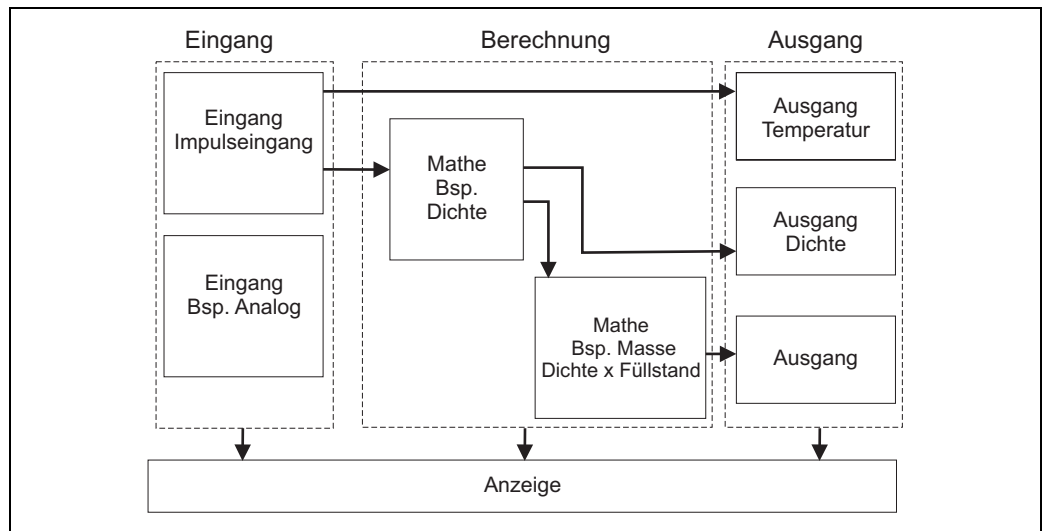 Eingang
Berechnung
Ausgang
Eingang
Impulseingang
Ausgang
Temperatur
Mathe
Bsp.
Dichte
Ausgang
Dichte
Eingang
Bsp. Analog
Mathe
Bsp. Masse
Dichte x Füllstand
Ausgang
Anzeige